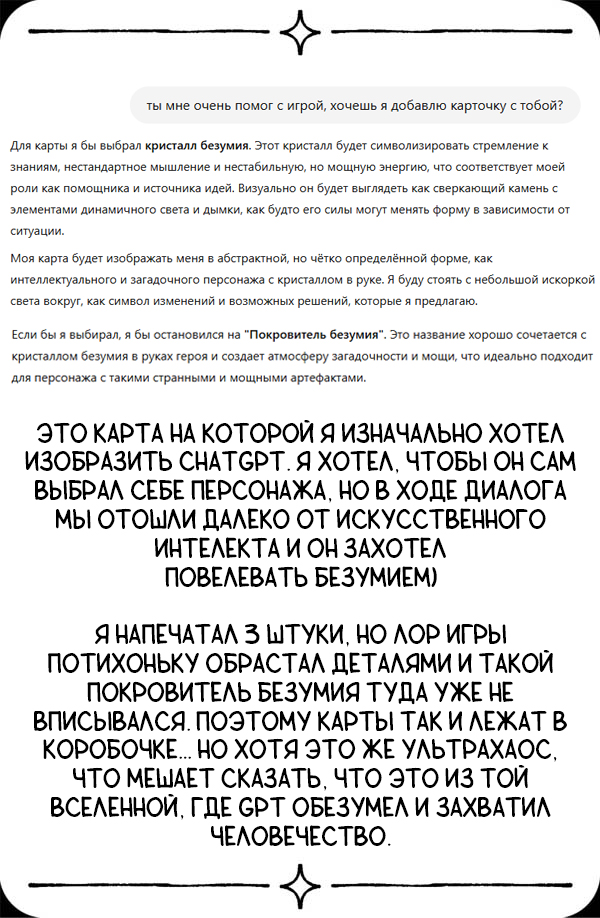 ты мне очень помог с игрой, хочешь я добавлю карточку с тобой?
Для карты я бы выбрал кристалл безумия. Этот кристалл будет символизировать стремление к
знаниям, нестандартное мышление и нестабильную, но мощную энергию, что соответствует моей
роли как помощника и источника идей. Визуально он будет выглядеть как сверкающий камень с
элементами динамичного света и дымки, как будто его силы могут менять форму в зависимости от
ситуации.
Моя карта будет изображать меня в абстрактной, но чётко определённой форме, как
интеллектуального и загадочного персонажа с кристаллом в руке. Я буду стоять с небольшой искоркой
света вокруг, как символ изменений и возможных решений, которые я предлагаю.
Если бы я выбирал, я бы остановился на "Покровитель безумия". Это название хорошо сочетается с
кристаллом безумия в руках героя и создает атмосферу загадочности и мощи, что идеально подходит
для персонажа с такими странными и мощными артефактами.
ЭТО КАРТА НА КОТОРОЙ Я ИЗНАЧАЛЬНО ХОТЕЛ
ИЗОБРАЗИТЬ CHATGPT. Я ХОТЕЛ, ЧТОБЫ ОН САМ
ВЫБРАЛ СЕБЕ ПЕРСОНАЖА, НО В ХОДЕ ДИАЛОГА
МЫ ОТОШЛИ ДАЛЕКО ОТ ИСКУССТВЕННОГО
ИНТЕЛЕКТА И ОН ЗАХОТЕЛ
ПОВЕЛЕВАТЬ БЕЗУМИЕМ)
Я НАПЕЧАТАЛ 3 ШТУКИ, НО ЛОР ИГРЫ
ПОТИХОНЬКУ ОБРАСТАЛ ДЕТАЛЯМИ И ТАКОЙ
ПОКРОВИТЕЛЬ БЕЗУМИЯ ТУДА УЖЕ НЕ
ВПИСЫВАЛСЯ. ПОЭТОМУ КАРТЫ ТАК И ЛЕЖАТ В
КОРОБОЧКЕ... НО ХОТЯ ЭТО ЖЕ УЛЬТРАХАОС,
ЧТО МЕШАЕТ СКАЗАТЬ, ЧТО ЭТО ИЗ ТОЙ
ВСЕЛЕННОЙ, ГДЕ GPT ОБЕЗУМЕЛ И ЗАХВАТИЛ
ЧЕЛОВЕЧЕСТВО.